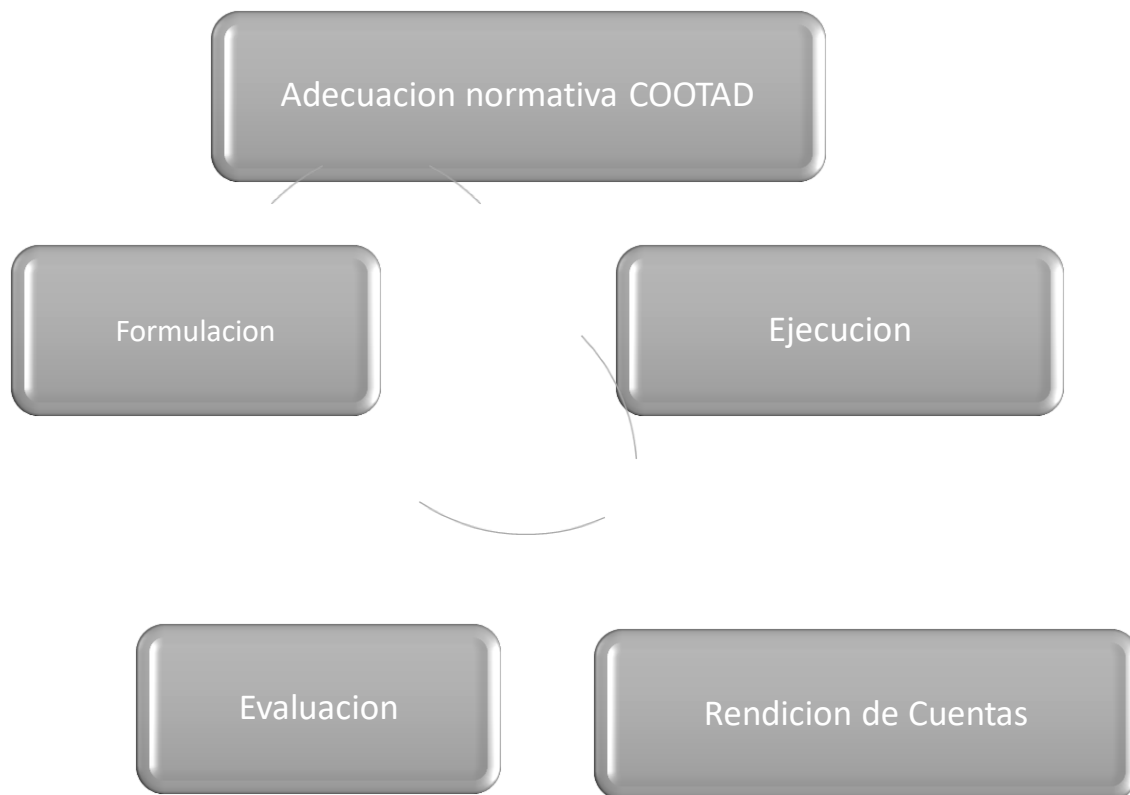 Adecuacion normativa COOTAD
Formulacion
Ejecucion
Evaluacion
Rendicion de Cuentas